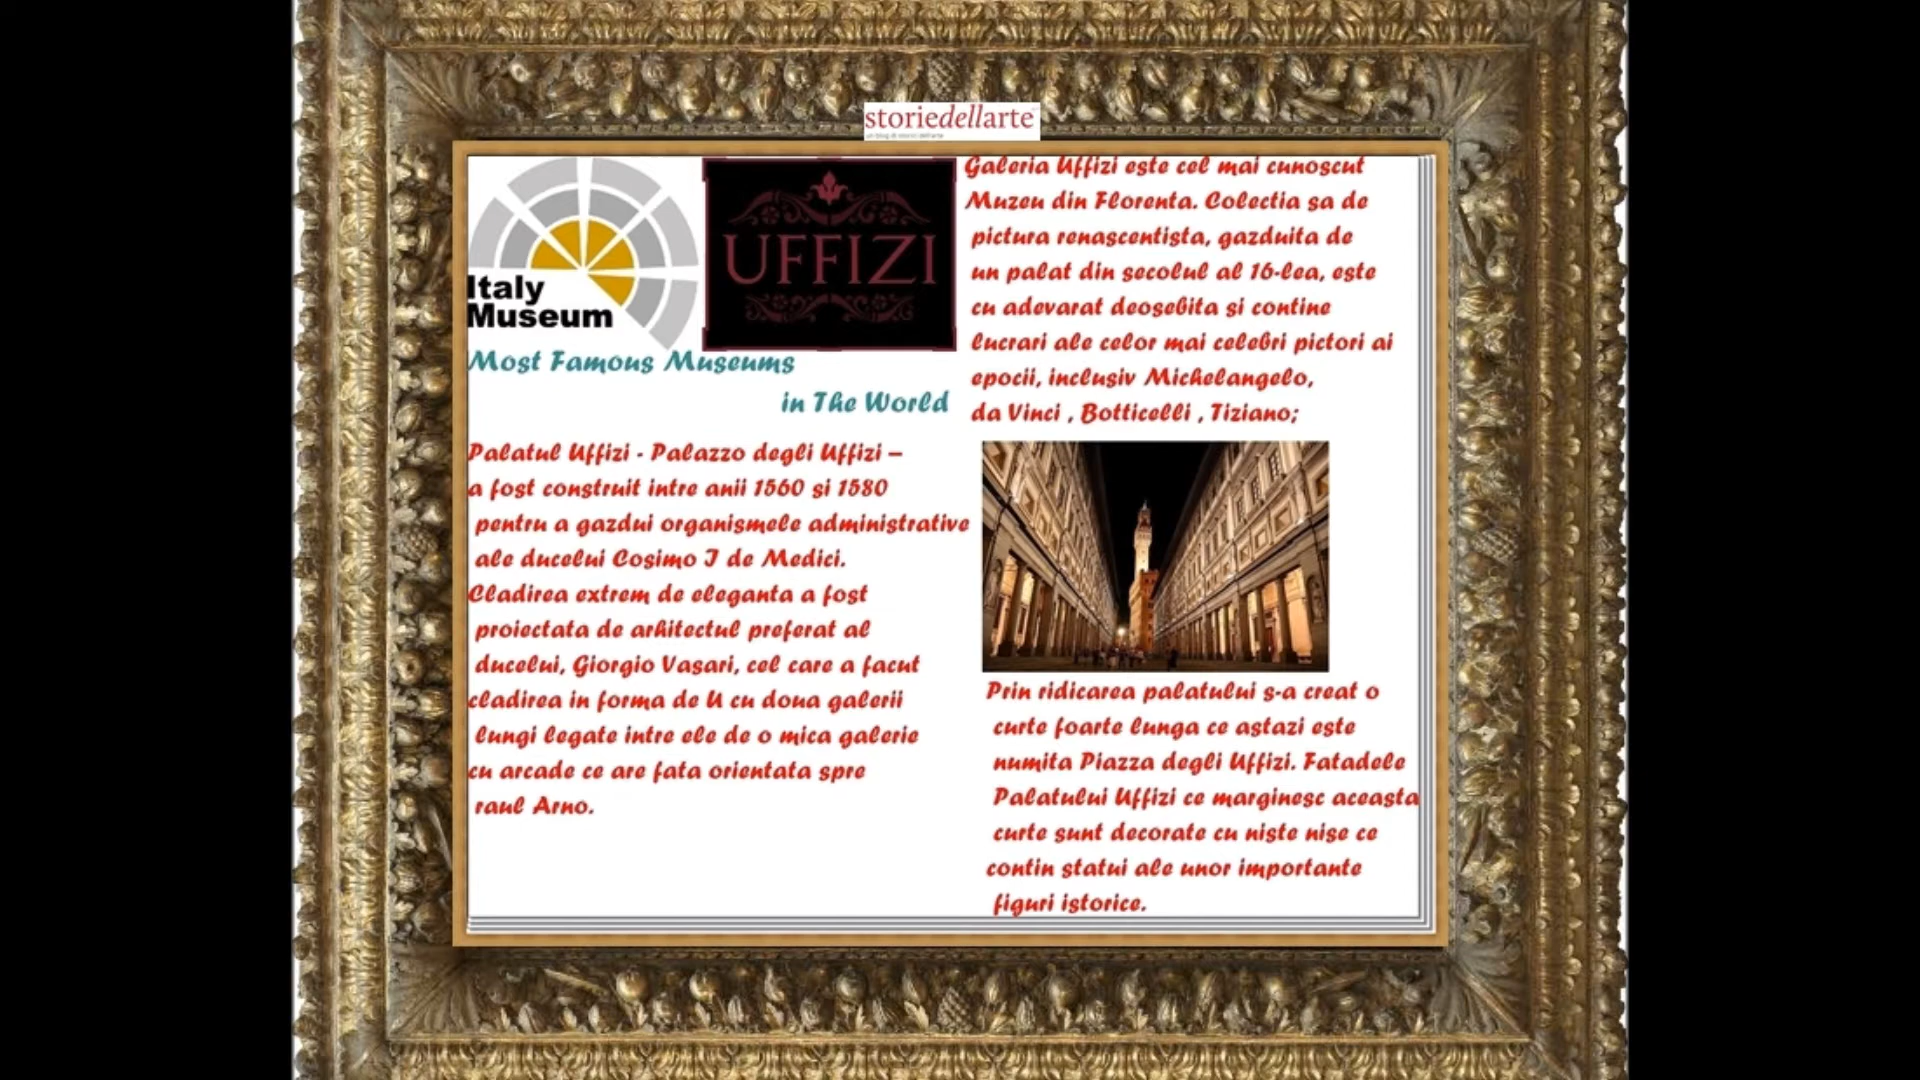 storiedellarte
un blog di storici dell'arte
Italy
Museum
UFFIZI
Most Famous Museums
in The World
Palatul Uffizi - Palazzo degli Uffizi –
a fost construit intre anii 1560 si 1580
pentru a gazdui organismele administrative
ale ducelui Cosimo I de Medici.
Cladirea extrem de eleganta a fost
proiectata de arhitectul preferat al
ducelui, Giorgio Vasari, cel care a facut
cladirea in forma de U cu doua galerii
lungi legate intre ele de o mica galerie
cu arcade ce are fata orientata spre
raul Arno.
Galeria Uffizi este cel mai cunoscut
Muzeu din Florenta. Colectia sa de
pictura renascentista, gazduita de
un palat din secolul al 16-lea, este
cu adevarat deosebita si contine
lucrari ale celor mai celebri pictori ai
epocii, inclusiv Michelangelo,
da Vinci , Botticelli , Tiziano;
Prin ridicarea palatului s-a creat o
curte foarte lunga ce astazi este
numita Piazza degli Uffizi. Fatadele
Palatului Uffizi ce marginesc aceasta
curte sunt decorate cu niste nise ce
contin statui ale unor importante
figuri istorice.